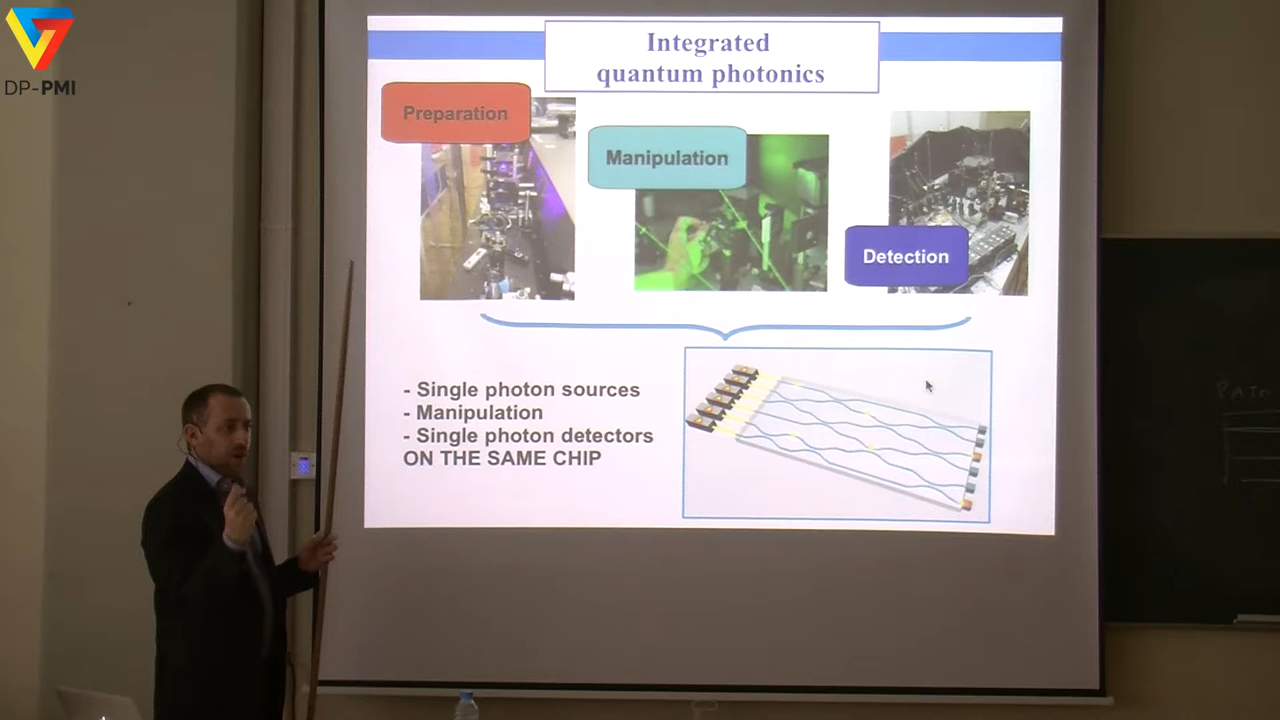 DP-PMI
Integrated
quantum photonics
Preparation
Manipulation
Detection
- Single photon sources
- Manipulation
- Single photon detectors
ON THE SAME CHIP